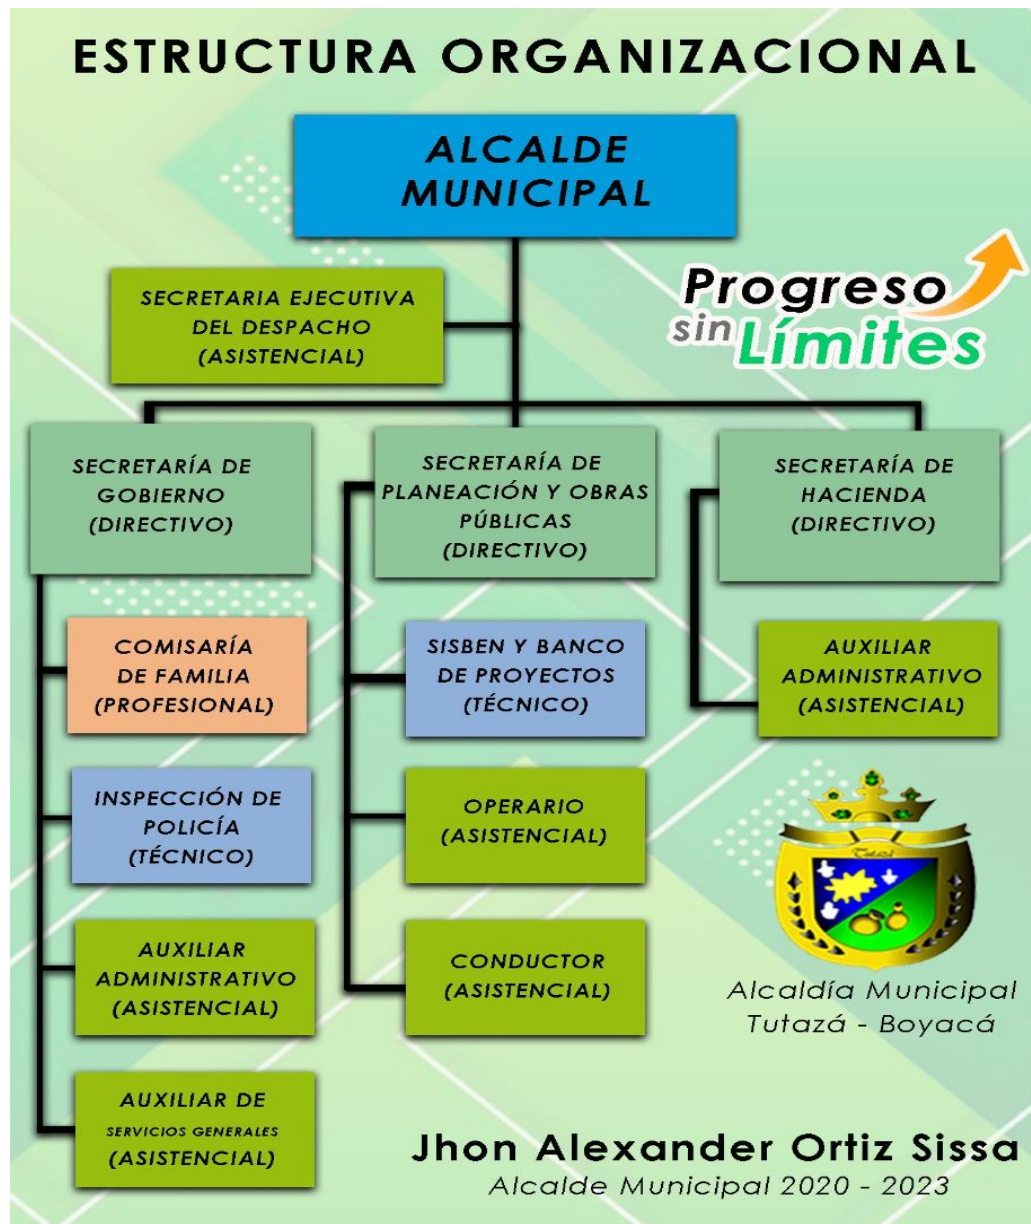 ESTRUCTURA ORGANIZACIONAL
ALCALDE
MUNICIPAL
SECRETARIA EJECUTIVA
DEL DESPACHO
(ASISTENCIAL)
Progreso
sin Límites
SECRETARÍA DE
GOBIERNO
(DIRECTIVO)
SECRETARÍA DE
PLANEACIÓN Y OBRAS
PÚBLICAS
(DIRECTIVO)
SECRETARÍA DE
HACIENDA
(DIRECTIVO)
COMISARÍA
DE FAMILIA
(PROFESIONAL)
SISBEN Y BANCO
DE PROYECTOS
(TÉCNICO)
AUXILIAR
ADMINISTRATIVO
(ASISTENCIAL)
INSPECCIÓN DE
POLICÍA
(TÉCNICO)
OPERARIO
(ASISTENCIAL)
AUXILIAR
ADMINISTRATIVO
(ASISTENCIAL)
CONDUCTOR
(ASISTENCIAL)
Tutazá
Alcaldía Municipal
Tutazá - Boyacá
AUXILIAR DE
SERVICIOS GENERALES
(ASISTENCIAL)
Jhon Alexander Ortiz Sissa
Alcalde Municipal 2020 - 2023